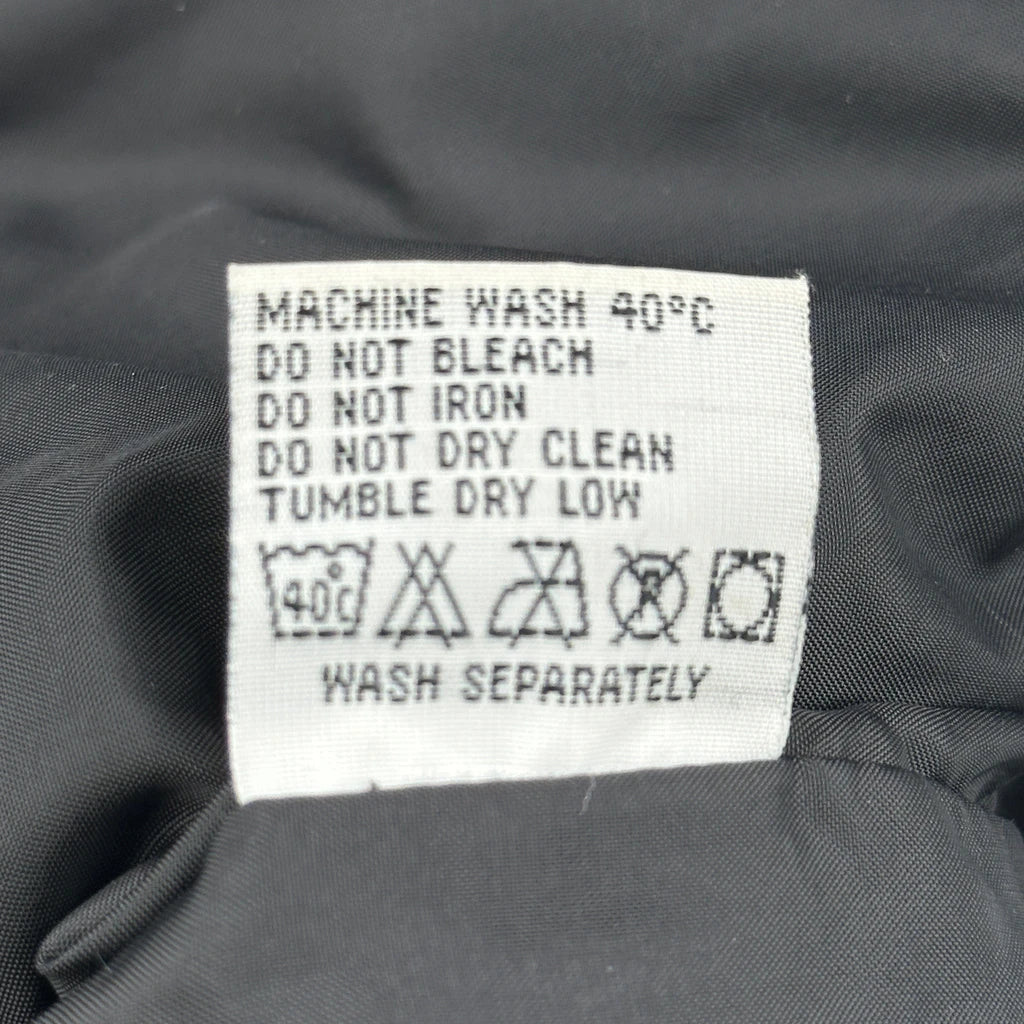 MACHINE WASH 40°C
DO NOT BLEACH
DO NOT IRON
DO NOT DRY CLEAN
TUMBLE DRY LOW
40°C
WASH SEPARATELY